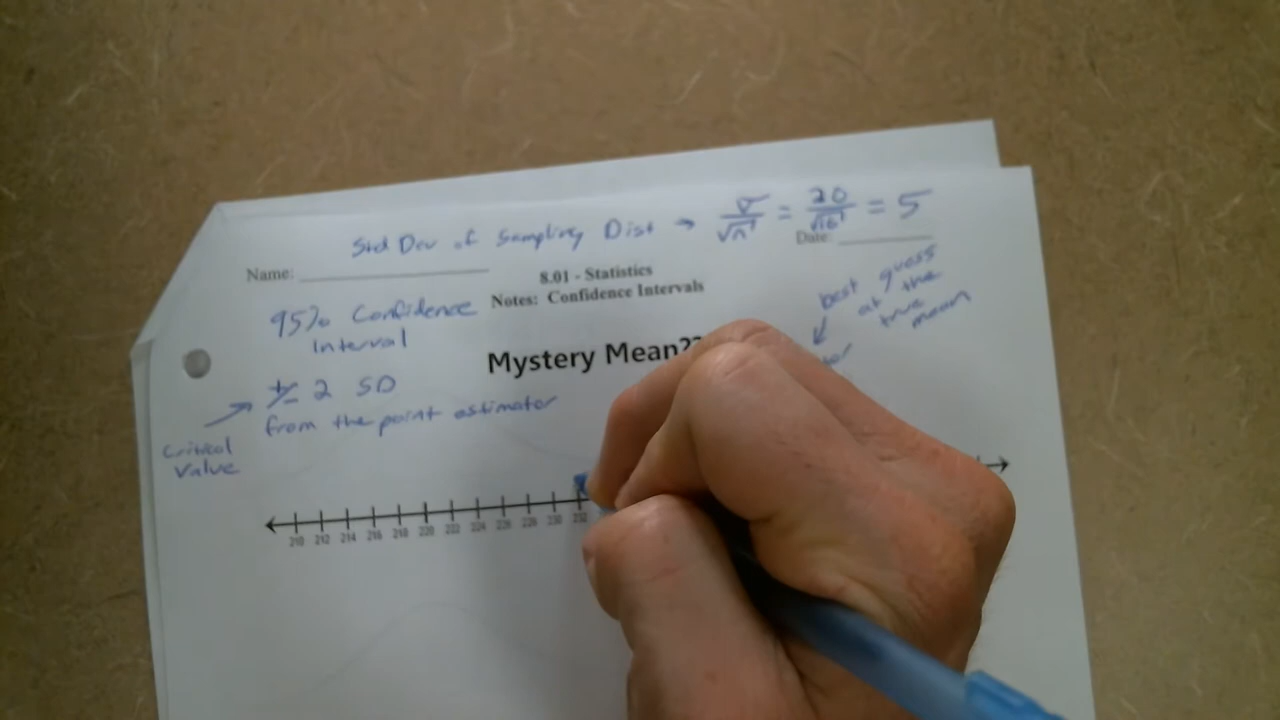 Std Dev of Sampling Dist → σ/√n = 20/√16 = 5
Name:
Date:
8.01 - Statistics
Notes: Confidence Intervals
95% Confidence
Interval
best guess
at the
true
mean
Mystery Mean??
+/- 2 SD
from the point estimator
Critical
Value
210 212 214 216 218 220 222 224 226 228 230 232